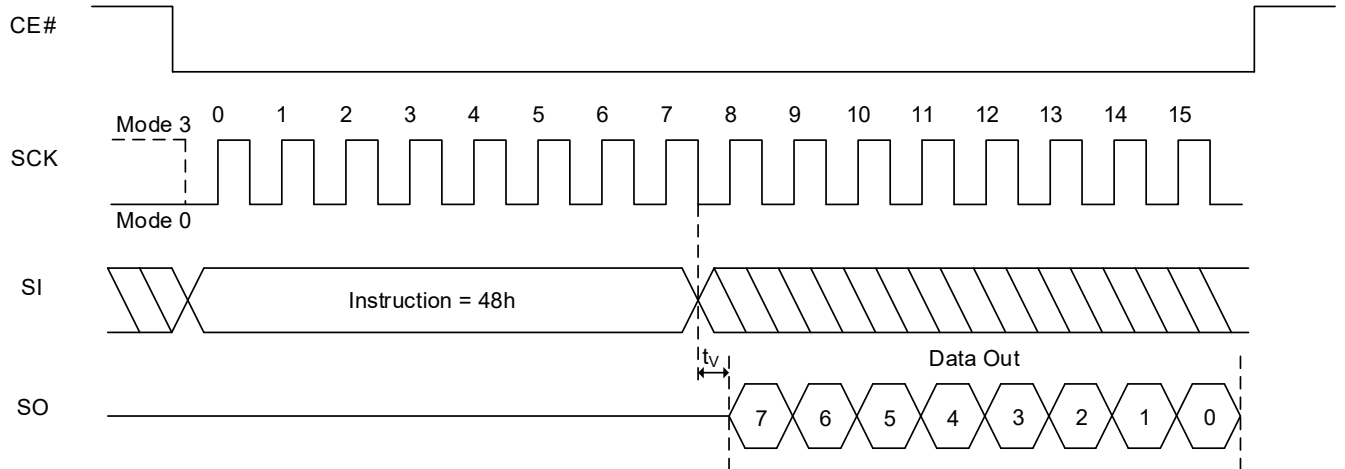 CE#
0 1 2 3 4 5 6 7 8 9 10 11 12 13 14 15
Mode 3
SCK
Mode 0
SI
Instruction = 48h
tV
Data Out
SO
7 6 5 4 3 2 1 0